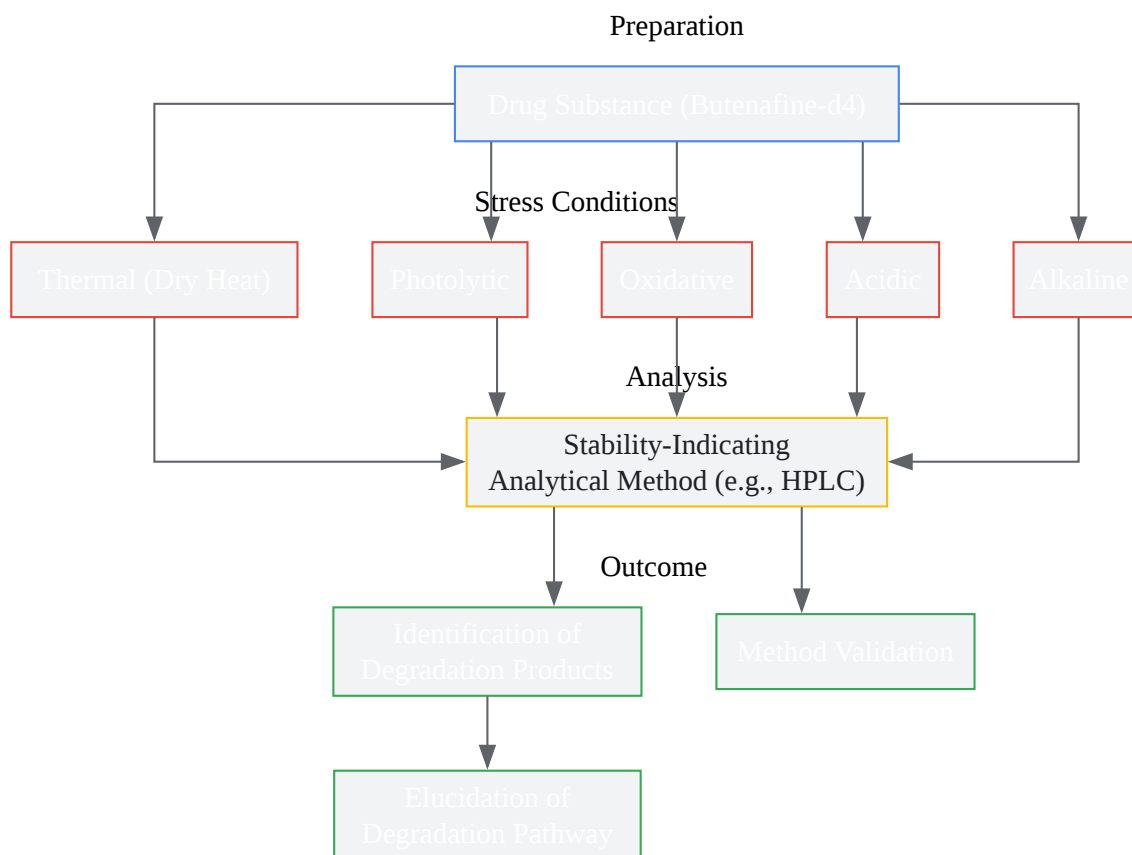 Preparation
Drug Substance (Butenafine-d4)
Stress Conditions
Thermal (Dry Heat)
Photolytic
Oxidative
Acidic
Alkaline
Analysis
Stability-Indicating
Analytical Method (e.g., HPLC)
Outcome
Identification of
Degradation Products
Method Validation
Elucidation of
Degradation Pathway